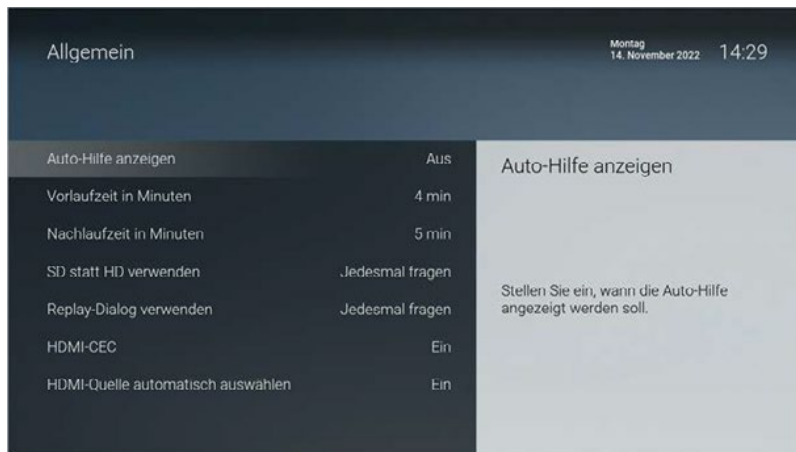 Allgemein
Montag
14. November 2022
14:29
Auto-Hilfe anzeigen Aus
Vorlaufzeit in Minuten 4 min
Nachlaufzeit in Minuten 5 min
SD statt HD verwenden Jedesmal fragen
Replay-Dialog verwenden Jedesmal fragen
HDMI-CEC Ein
HDMI-Quelle automatisch auswählen Ein
Auto-Hilfe anzeigen
Stellen Sie ein, wann die Auto-Hilfe
angezeigt werden soll.